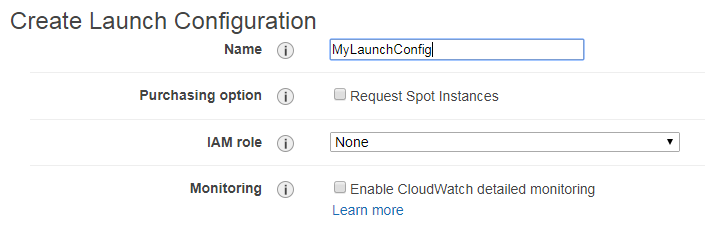 Create Launch Configuration
Name i MyLaunchConfig
Purchasing option i Request Spot Instances
IAM role i None
Monitoring i Enable CloudWatch detailed monitoring
Learn more